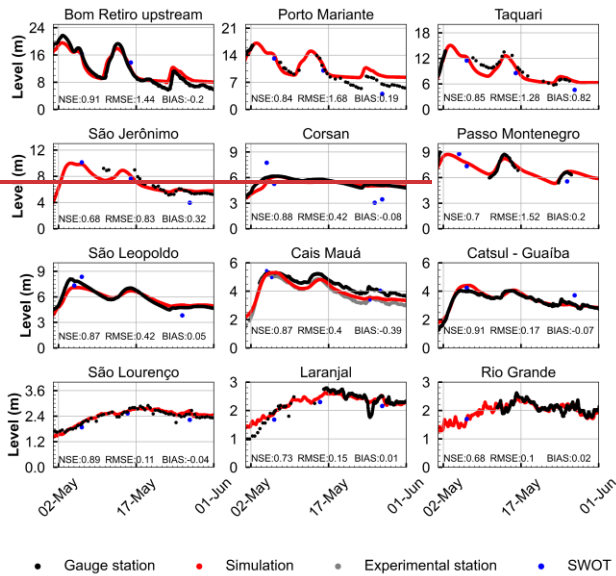 Bom Retiro upstream
Porto Mariante
Taquari
Level (m)
24
16
8
0
NSE:0.91 RMSE:1.44 BIAS:-0.2
21
14
7
0
NSE:0.84 RMSE:1.68 BIAS:0.19
18
12
6
0
NSE:0.85 RMSE:1.28 BIAS:0.82
São Jerônimo
Corsan
Passo Montenegro
Level (m)
12
8
4
0
NSE:0.68 RMSE:0.83 BIAS:0.32
9
6
3
0
NSE:0.88 RMSE:0.42 BIAS:-0.08
9
6
3
0
NSE:0.7 RMSE:1.52 BIAS:0.2
São Leopoldo
Cais Mauá
Catsul - Guaíba
Level (m)
9
6
3
0
NSE:0.87 RMSE:0.42 BIAS:0.05
6
4
2
0
NSE:0.87 RMSE:0.4 BIAS:-0.39
6
4
2
0
NSE:0.91 RMSE:0.17 BIAS:-0.07
São Lourenço
Laranjal
Rio Grande
Level (m)
3.6
2.4
1.2
0.0
NSE:0.89 RMSE:0.11 BIAS:-0.04
3
2
1
0
NSE:0.73 RMSE:0.15 BIAS:0.01
3
2
1
0
NSE:0.68 RMSE:0.1 BIAS:0.02
02-May
17-May
01-Jun
02-May
17-May
01-Jun
02-May
17-May
01-Jun
Gauge station
Simulation
Experimental station
SWOT